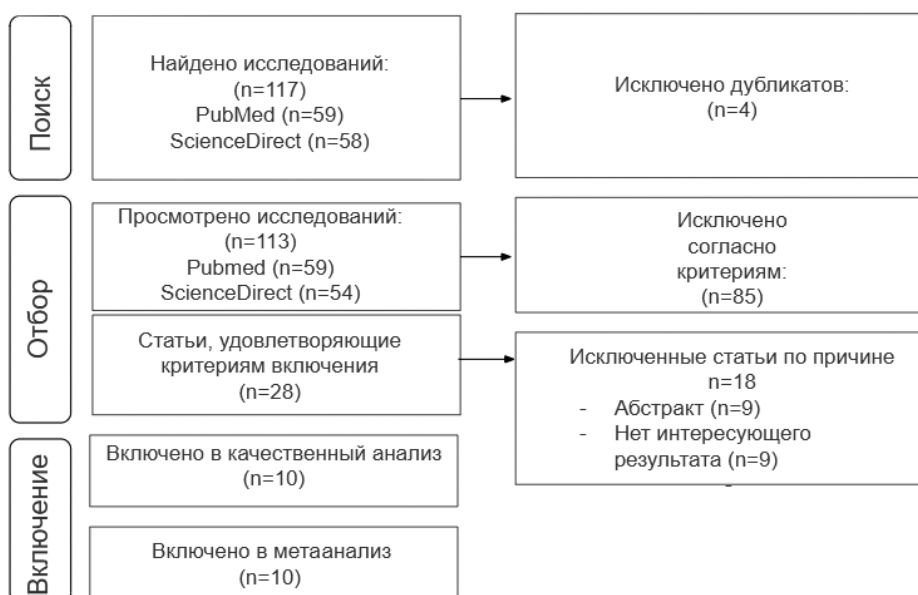 Поиск
Найдено исследований:
(n=117)
PubMed (n=59)
ScienceDirect (n=58)
Исключено дубликатов:
(n=4)
Отбор
Просмотрено исследований:
(n=113)
Pubmed (n=59)
ScienceDirect (n=54)
Исключено
согласно
критериям:
(n=85)
Статьи, удовлетворяющие
критериям включения
(n=28)
Исключенные статьи по причине
n=18
- Абстракт (n=9)
- Нет интересующего
результата (n=9)
Включение
Включено в качественный анализ
(n=10)
Включено в метаанализ
(n=10)